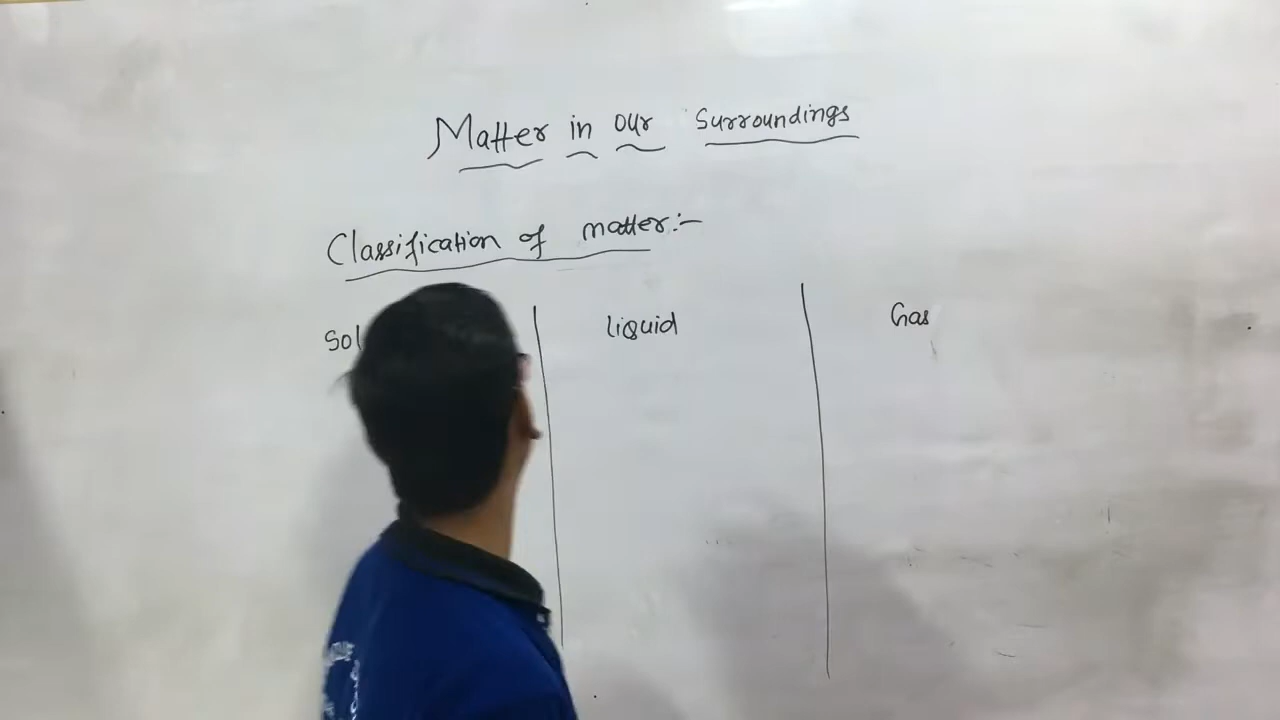 Matter in our Surroundings
Classification of matter:-
Sol liquid Gas